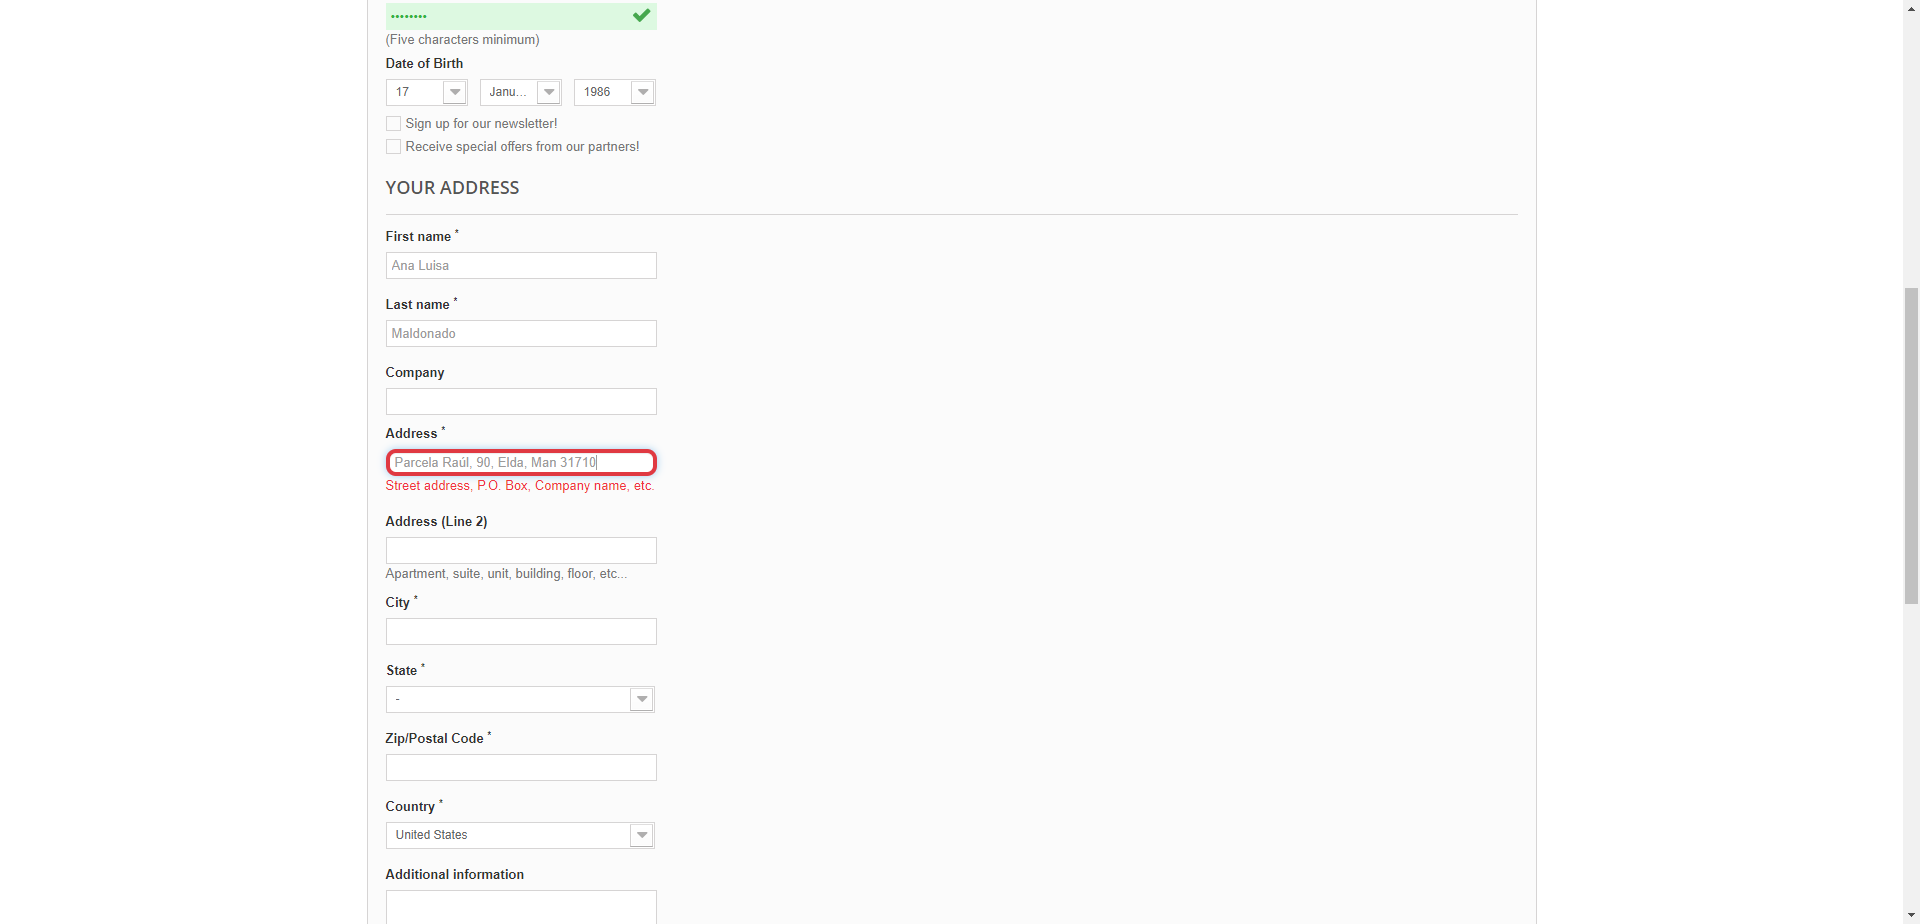 ••••••••
(Five characters minimum)
Date of Birth
17 Janu... 1986
Sign up for our newsletter!
Receive special offers from our partners!
YOUR ADDRESS
First name *
Ana Luisa
Last name *
Maldonado
Company
Address *
Parcela Raúl, 90, Elda, Man 31710
Street address, P.O. Box, Company name, etc.
Address (Line 2)
Apartment, suite, unit, building, floor, etc...
City *
State *
-
Zip/Postal Code *
Country *
United States
Additional information